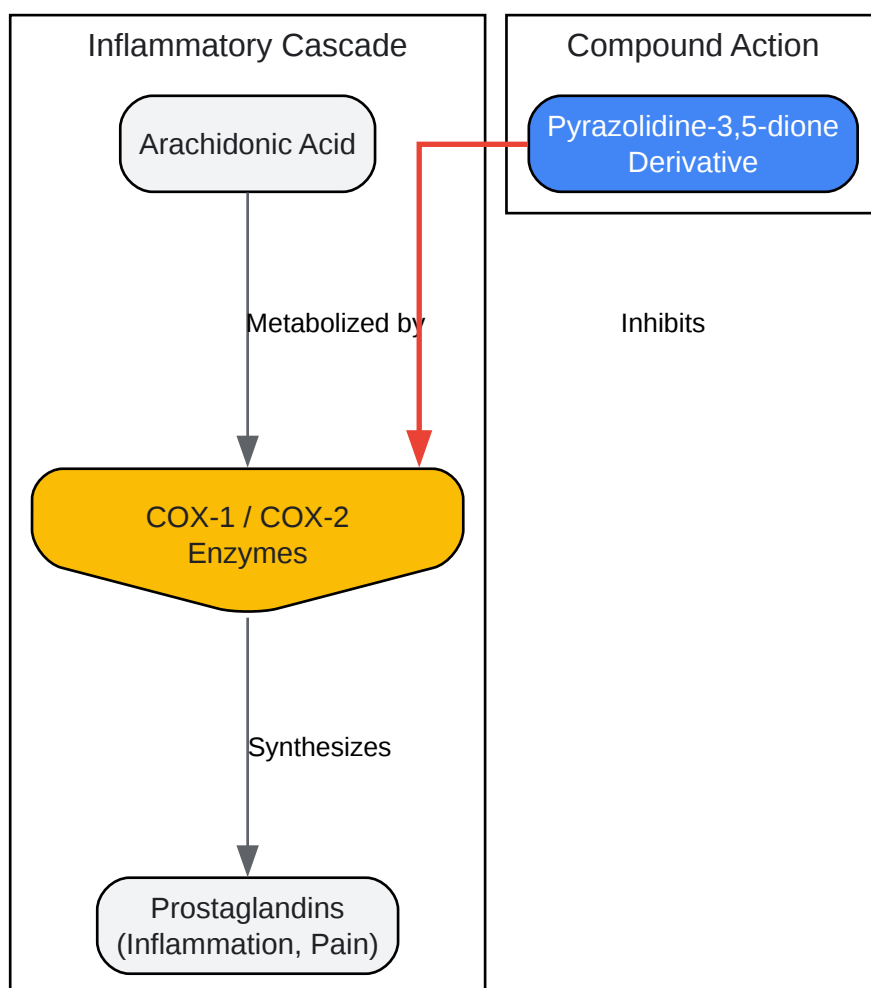 Inflammatory Cascade
Compound Action
Arachidonic Acid
Pyrazolidine-3,5-dione
Derivative
Metabolized by
Inhibits
COX-1 / COX-2
Enzymes
Synthesizes
Prostaglandins
(Inflammation, Pain)